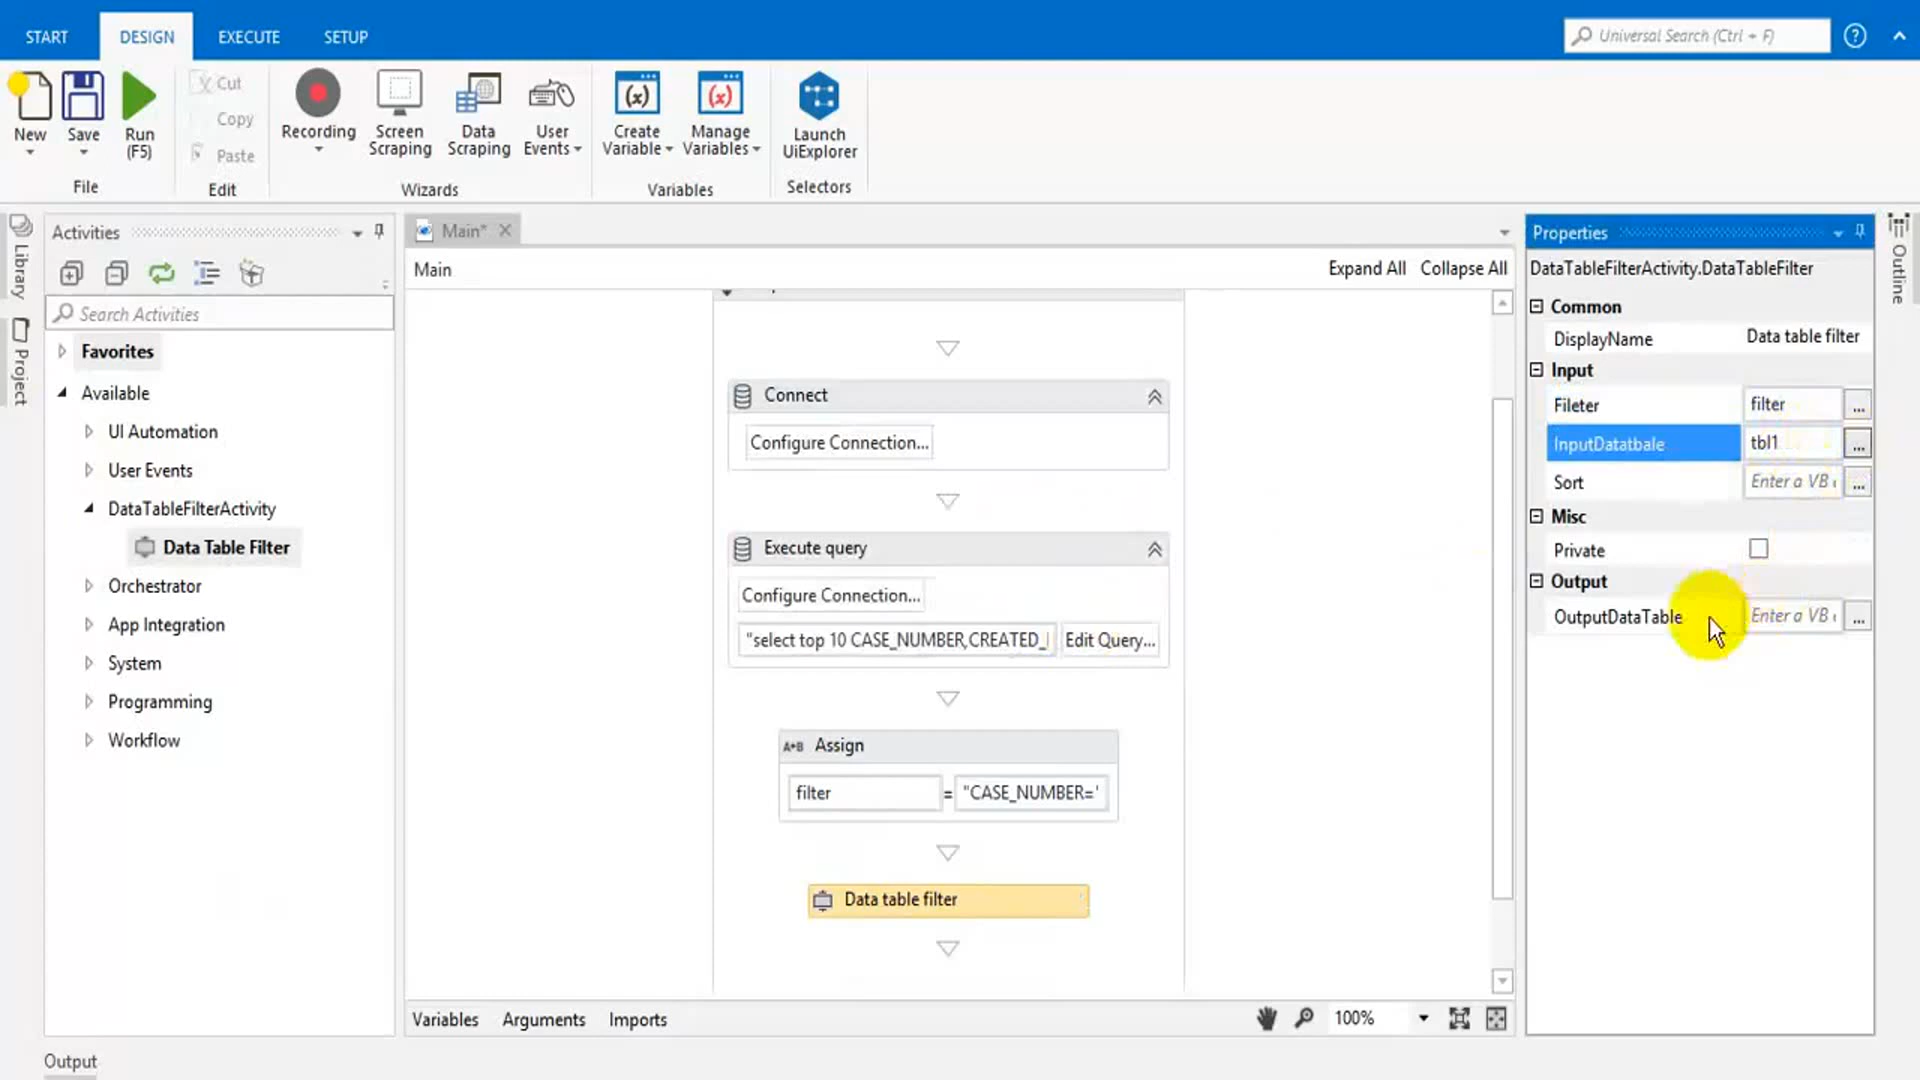 START DESIGN EXECUTE SETUP
Universal Search (Ctrl + F)
New
Save
Run
(F5)
File
Cut
Copy
Paste
Edit
Recording
Screen
Scraping
Data
Scraping
User
Events
Wizards
Create
Variable
Manage
Variables
Variables
Launch
UiExplorer
Selectors
Library
Project
Activities
Search Activities
Favorites
Available
UI Automation
User Events
DataTableFilterActivity
Data Table Filter
Orchestrator
App Integration
System
Programming
Workflow
Main*
Main
Expand All Collapse All
Connect
Configure Connection...
Execute query
Configure Connection...
"select top 10 CASE_NUMBER,CREATED_
Edit Query...
A+B Assign
filter = "CASE_NUMBER='
Data table filter
Variables Arguments Imports
100%
Properties
DataTableFilterActivity.DataTableFilter
Common
DisplayName Data table filter
Input
Fileter filter ...
InputDatatbale tbl1 ...
Sort Enter a VB ...
Misc
Private
Output
OutputDataTable Enter a VB ...
Outline
Output